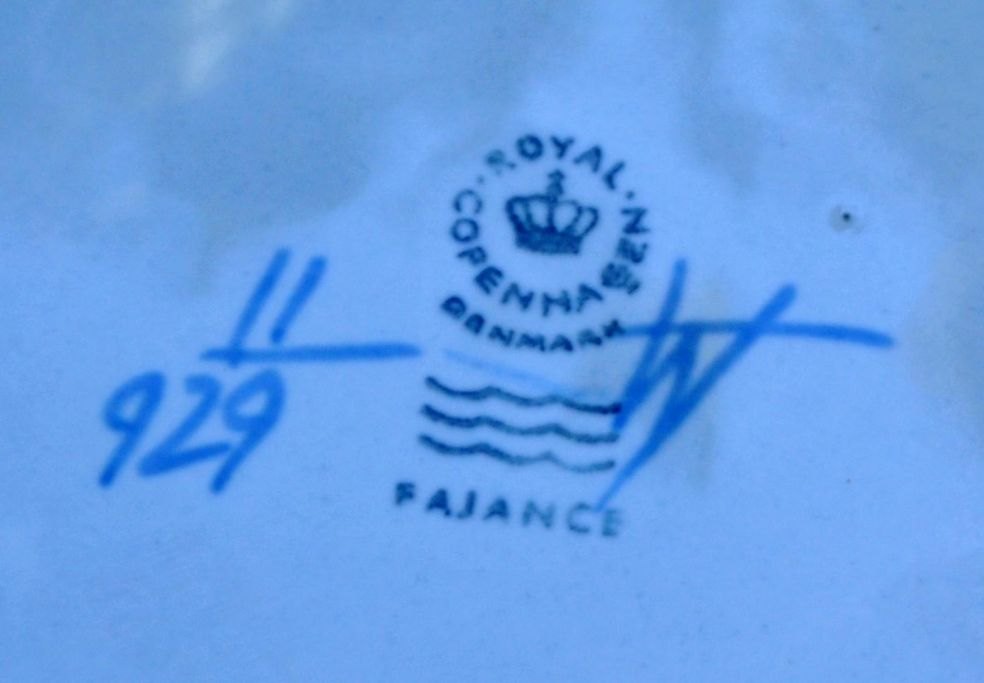 ROYAL
COPENHAGEN
DENMARK
11
929
FAJANCE